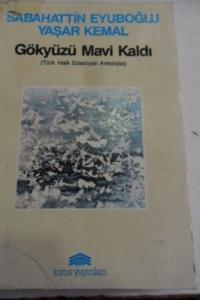 SABAHATTİN EYUBOĞLU
YAŞAR KEMAL
Gökyüzü Mavi Kaldı
(Türk Halk Edebiyatı Antolojisi)
toros yayınları